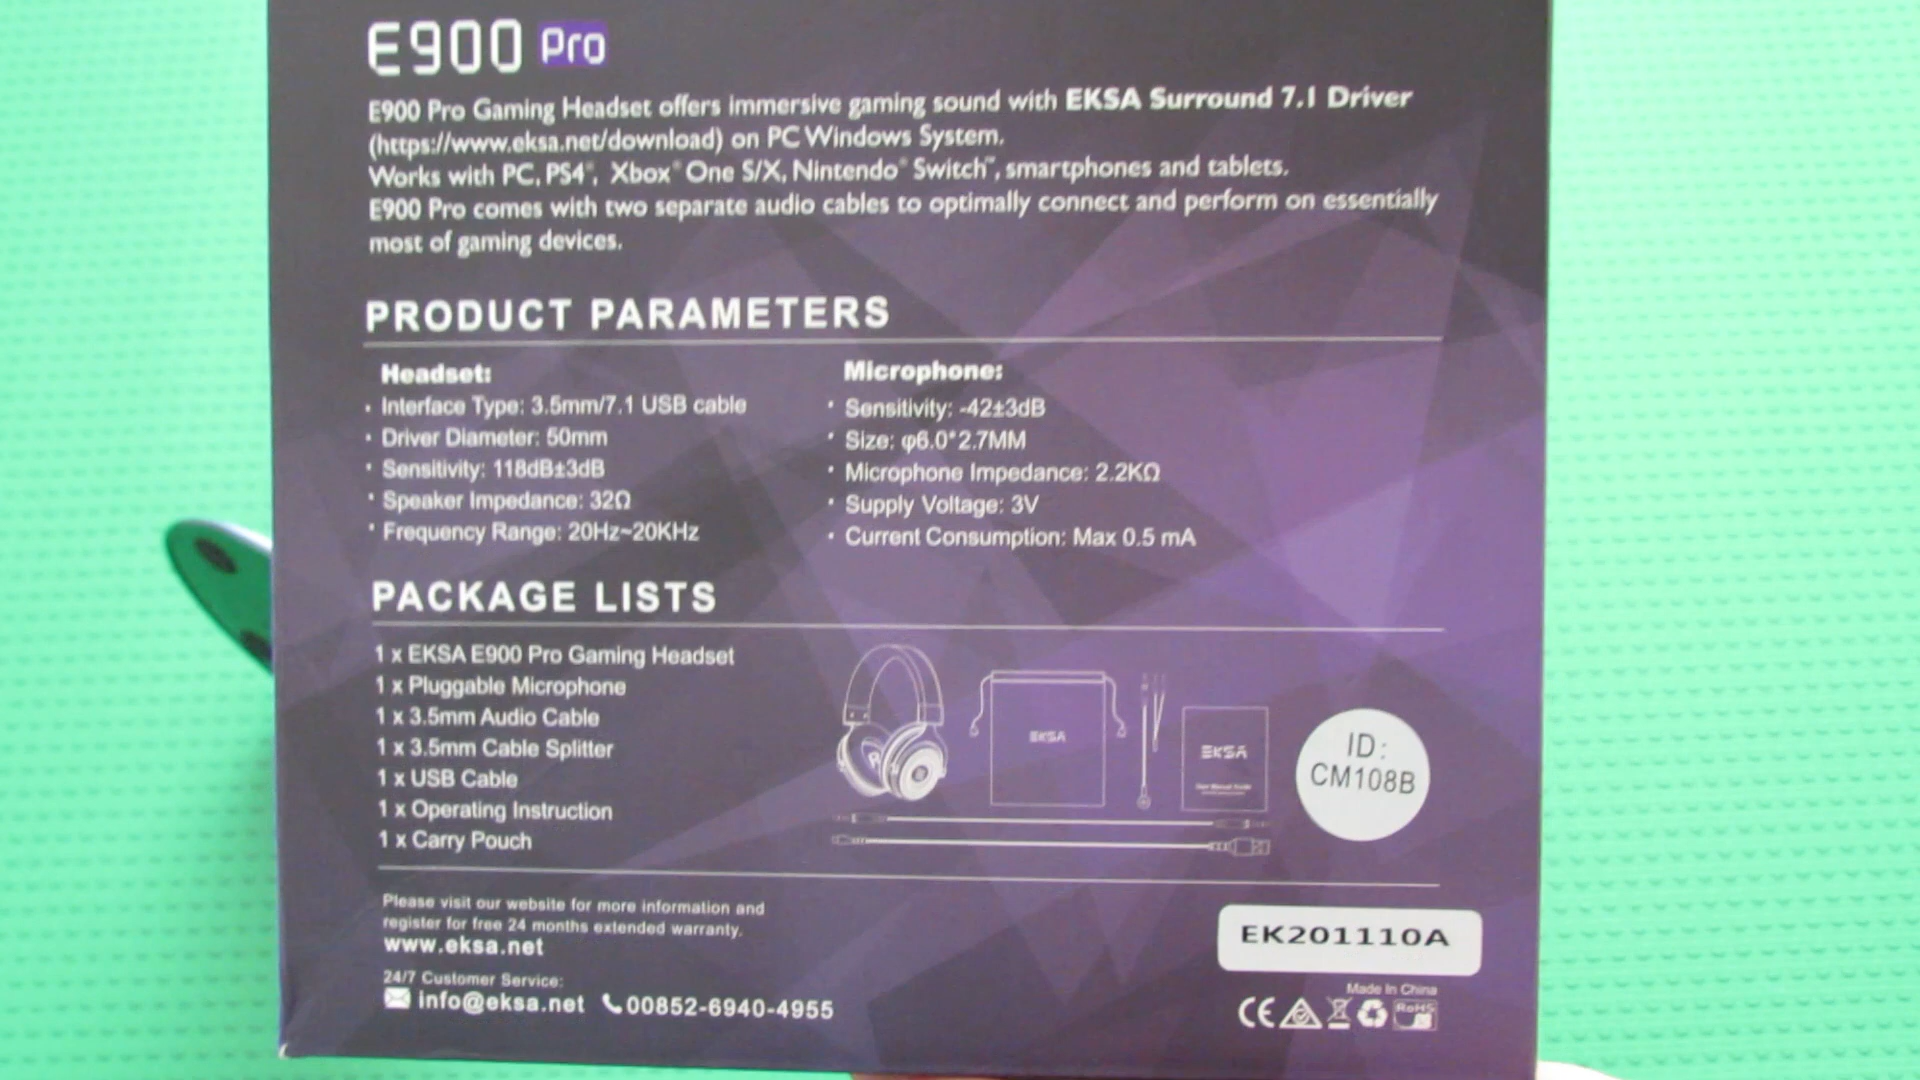 E900 Pro
E900 Pro Gaming Headset offers immersive gaming sound with EKSA Surround 7.1 Driver
(https://www.eksa.net/download) on PC Windows System.
Works with PC, PS4®, Xbox® One S/X, Nintendo® Switch™, smartphones and tablets.
E900 Pro comes with two separate audio cables to optimally connect and perform on essentially
most of gaming devices.
PRODUCT PARAMETERS
Headset:
· Interface Type: 3.5mm/7.1 USB cable
· Driver Diameter: 50mm
· Sensitivity: 118dB±3dB
· Speaker Impedance: 32Ω
· Frequency Range: 20Hz~20KHz
Microphone:
· Sensitivity: -42±3dB
· Size: φ6.0*2.7MM
· Microphone Impedance: 2.2KΩ
· Supply Voltage: 3V
· Current Consumption: Max 0.5 mA
PACKAGE LISTS
1 x EKSA E900 Pro Gaming Headset
1 x Pluggable Microphone
1 x 3.5mm Audio Cable
1 x 3.5mm Cable Splitter
1 x USB Cable
1 x Operating Instruction
1 x Carry Pouch
R
EKSA
EKSA
ID:
CM108B
Please visit our website for more information and
register for free 24 months extended warranty.
www.eksa.net
24/7 Customer Service:
info@eksa.net 00852-6940-4955
EK201110A
Made In China
CE RoHS